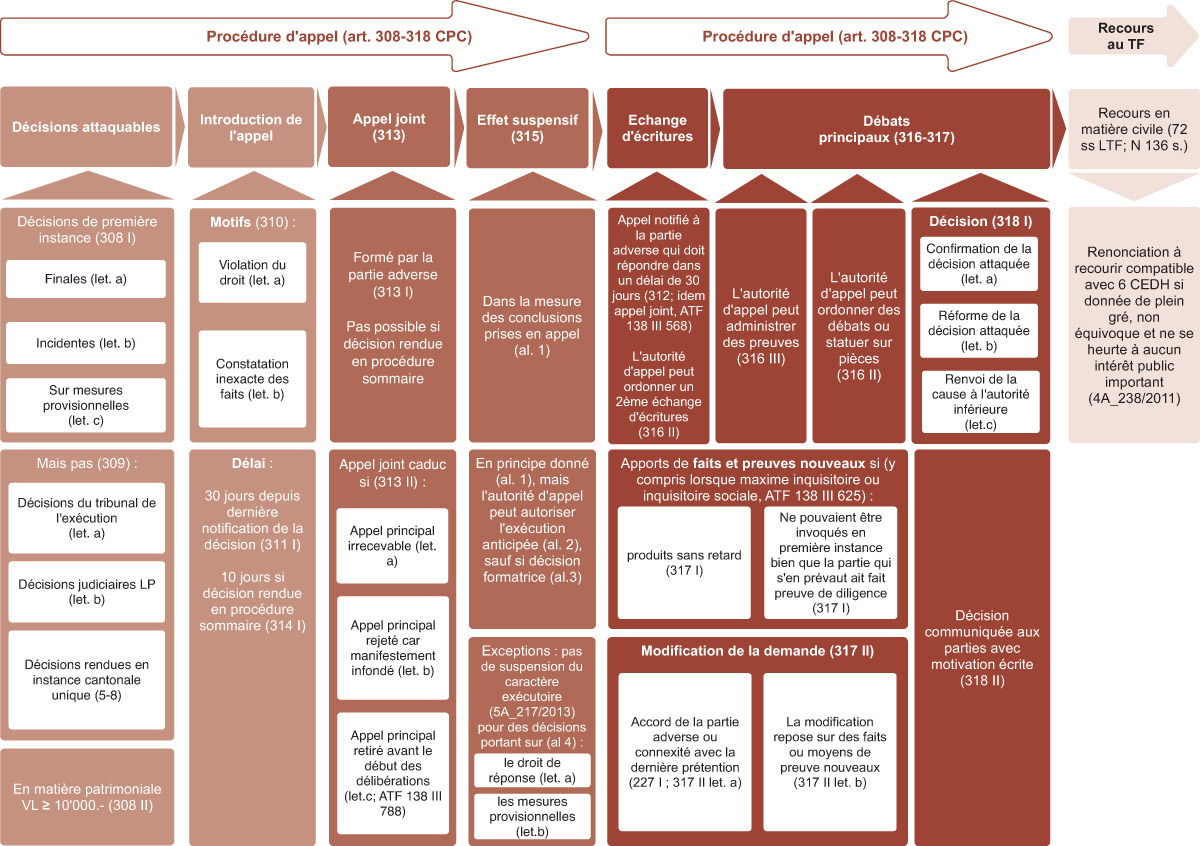 Procédure d'appel (art. 308-318 CPC)
Procédure d'appel (art. 308-318 CPC)
Recours
au TF
Décisions attaquables
Introduction de
l'appel
Appel joint
(313)
Effet suspensif
(315)
Echange
d'écritures
Débats
principaux (316-317)
Recours en
matière civile (72
ss LTF; N 136 s.)
Décisions de première
instance (308 I)
Finales (let. a)
Incidentes (let. b)
Sur mesures
provisionnelles
(let. c)
Mais pas (309) :
Décisions du tribunal de
l'exécution
(let. a)
Décisions judiciaires LP
(let. b)
Décisions rendues en
instance cantonale
unique (5-8)
En matière patrimoniale
VL ≥ 10'000.- (308 II)
Motifs (310) :
Violation du
droit (let. a)
Constatation
inexacte des
faits (let. b)
Délai :
30 jours depuis
dernière
notification de la
décision (311 I)
10 jours si
décision rendue
en procédure
sommaire (314 I)
Formé par la
partie adverse
(313 I)
Pas possible si
décision rendue
en procédure
sommaire
Appel joint caduc
si (313 II) :
Appel principal
irrecevable (let.
a)
Appel principal
rejeté car
manifestement
infondé (let. b)
Appel principal
retiré avant le
début des
délibérations
(let.c; ATF 138 III
788)
Dans la mesure
des conclusions
prises en appel
(al. 1)
En principe donné
(al. 1), mais
l'autorité d'appel
peut autoriser
l'exécution
anticipée (al. 2),
sauf si décision
formatrice (al.3)
Exceptions : pas
de suspension du
caractère
exécutoire
(5A_217/2013)
pour des décisions
portant sur (al 4) :
le droit de
réponse (let. a)
les mesures
provisionnelles
(let.b)
Appel notifié à
la partie
adverse qui doit
répondre dans
un délai de 30
jours (312; idem
appel joint, ATF
138 III 568)
L'autorité
d'appel peut
ordonner un
2ème échange
d'écritures
(316 II)
L'autorité
d'appel peut
administrer
des preuves
(316 III)
L'autorité
d'appel peut
ordonner des
débats ou
statuer sur
pièces
(316 II)
Décision (318 I)
Confirmation de la
décision attaquée
(let. a)
Réforme de la
décision attaquée
(let. b)
Renvoi de la
cause à l'autorité
inférieure
(let.c)
Apports de faits et preuves nouveaux si (y
compris lorsque maxime inquisitoire ou
inquisitoire sociale, ATF 138 III 625) :
produits sans retard
(317 I)
Ne pouvaient être
invoqués en
première instance
bien que la partie qui
s'en prévaut ait fait
preuve de diligence
(317 I)
Modification de la demande (317 II)
Accord de la partie
adverse ou
connexité avec la
dernière prétention
(227 I ; 317 II let. a)
La modification
repose sur des faits
ou moyens de
preuve nouveaux
(317 II let. b)
Décision
communiquée aux
parties avec
motivation écrite
(318 II)
Renonciation à
recourir compatible
avec 6 CEDH si
donnée de plein
gré, non
équivoque et ne se
heurte à aucun
intérêt public
important
(4A_238/2011)